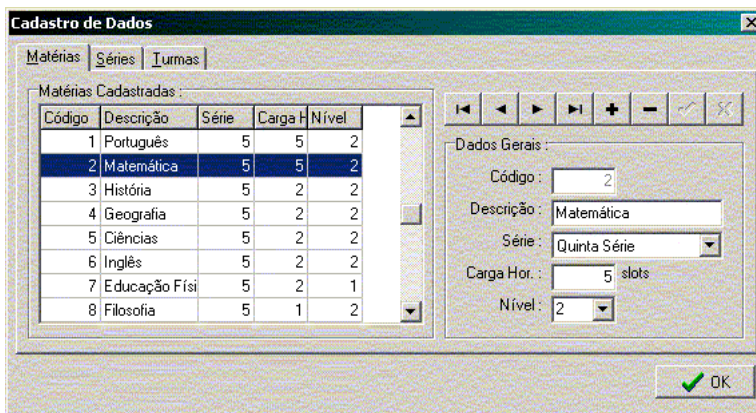 Cadastro de Dados
Matérias Séries Turmas
Matérias Cadastradas :
Código Descrição Série Carga H Nível
1 Português 5 5 2
2 Matemática 5 5 2
3 História 5 2 2
4 Geografia 5 2 2
5 Ciências 5 2 2
6 Inglês 5 2 2
7 Educação Físi 5 2 1
8 Filosofia 5 1 2
Dados Gerais :
Código : 2
Descrição : Matemática
Série : Quinta Série
Carga Hor. : 5 slots
Nível : 2
OK